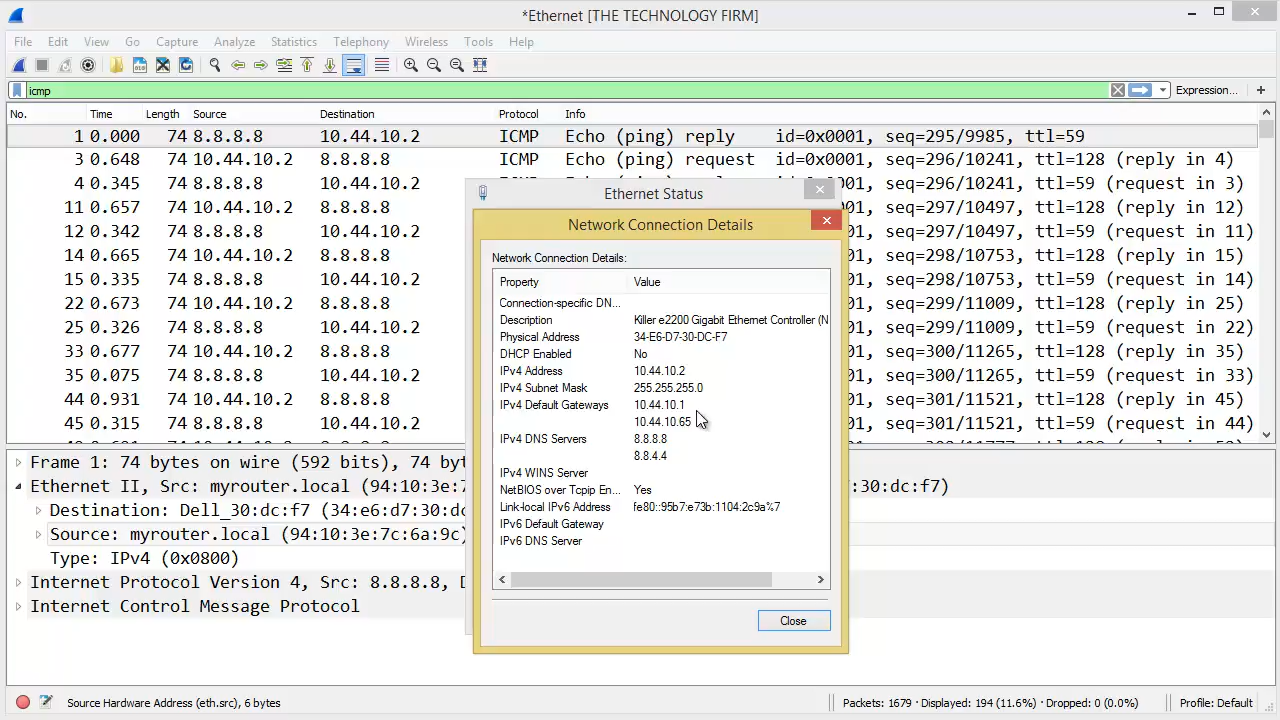 *Ethernet [THE TECHNOLOGY FIRM]
File Edit View Go Capture Analyze Statistics Telephony Wireless Tools Help
icmp Expression... +
No. Time Length Source Destination Protocol Info
1 0.000 74 8.8.8.8 10.44.10.2 ICMP Echo (ping) reply id=0x0001, seq=295/9985, ttl=59
3 0.648 74 10.44.10.2 8.8.8.8 ICMP Echo (ping) request id=0x0001, seq=296/10241, ttl=128 (reply in 4)
4 0.345 74 8.8.8.8 10.44.10.2 01, seq=296/10241, ttl=59 (request in 3)
11 0.657 74 10.44.10.2 8.8.8.8 01, seq=297/10497, ttl=128 (reply in 12)
12 0.342 74 8.8.8.8 10.44.10.2 01, seq=297/10497, ttl=59 (request in 11)
14 0.665 74 10.44.10.2 8.8.8.8 01, seq=298/10753, ttl=128 (reply in 15)
15 0.335 74 8.8.8.8 10.44.10.2 01, seq=298/10753, ttl=59 (request in 14)
22 0.673 74 10.44.10.2 8.8.8.8 01, seq=299/11009, ttl=128 (reply in 25)
25 0.326 74 8.8.8.8 10.44.10.2 01, seq=299/11009, ttl=59 (request in 22)
33 0.677 74 10.44.10.2 8.8.8.8 01, seq=300/11265, ttl=128 (reply in 35)
35 0.075 74 8.8.8.8 10.44.10.2 01, seq=300/11265, ttl=59 (request in 33)
44 0.931 74 10.44.10.2 8.8.8.8 01, seq=301/11521, ttl=128 (reply in 45)
45 0.315 74 8.8.8.8 10.44.10.2 01, seq=301/11521, ttl=59 (request in 44)
Ethernet Status
Network Connection Details
Network Connection Details:
Property Value
Connection-specific DN...
Description Killer e2200 Gigabit Ethernet Controller (N
Physical Address 34-E6-D7-30-DC-F7
DHCP Enabled No
IPv4 Address 10.44.10.2
IPv4 Subnet Mask 255.255.255.0
IPv4 Default Gateways 10.44.10.1
10.44.10.65
IPv4 DNS Servers 8.8.8.8
8.8.4.4
IPv4 WINS Server
NetBIOS over Tcpip En... Yes
Link-local IPv6 Address fe80::95b7:e73b:1104:2c9a%7
IPv6 Default Gateway
IPv6 DNS Server
Close
Frame 1: 74 bytes on wire (592 bits), 74 byt
Ethernet II, Src: myrouter.local (94:10:3e:7c :30:dc:f7)
Destination: Dell_30:dc:f7 (34:e6:d7:30:dc
Source: myrouter.local (94:10:3e:7c:6a:9c)
Type: IPv4 (0x0800)
Internet Protocol Version 4, Src: 8.8.8.8, D
Internet Control Message Protocol
Source Hardware Address (eth.src), 6 bytes Packets: 1679 · Displayed: 194 (11.6%) · Dropped: 0 (0.0%) Profile: Default